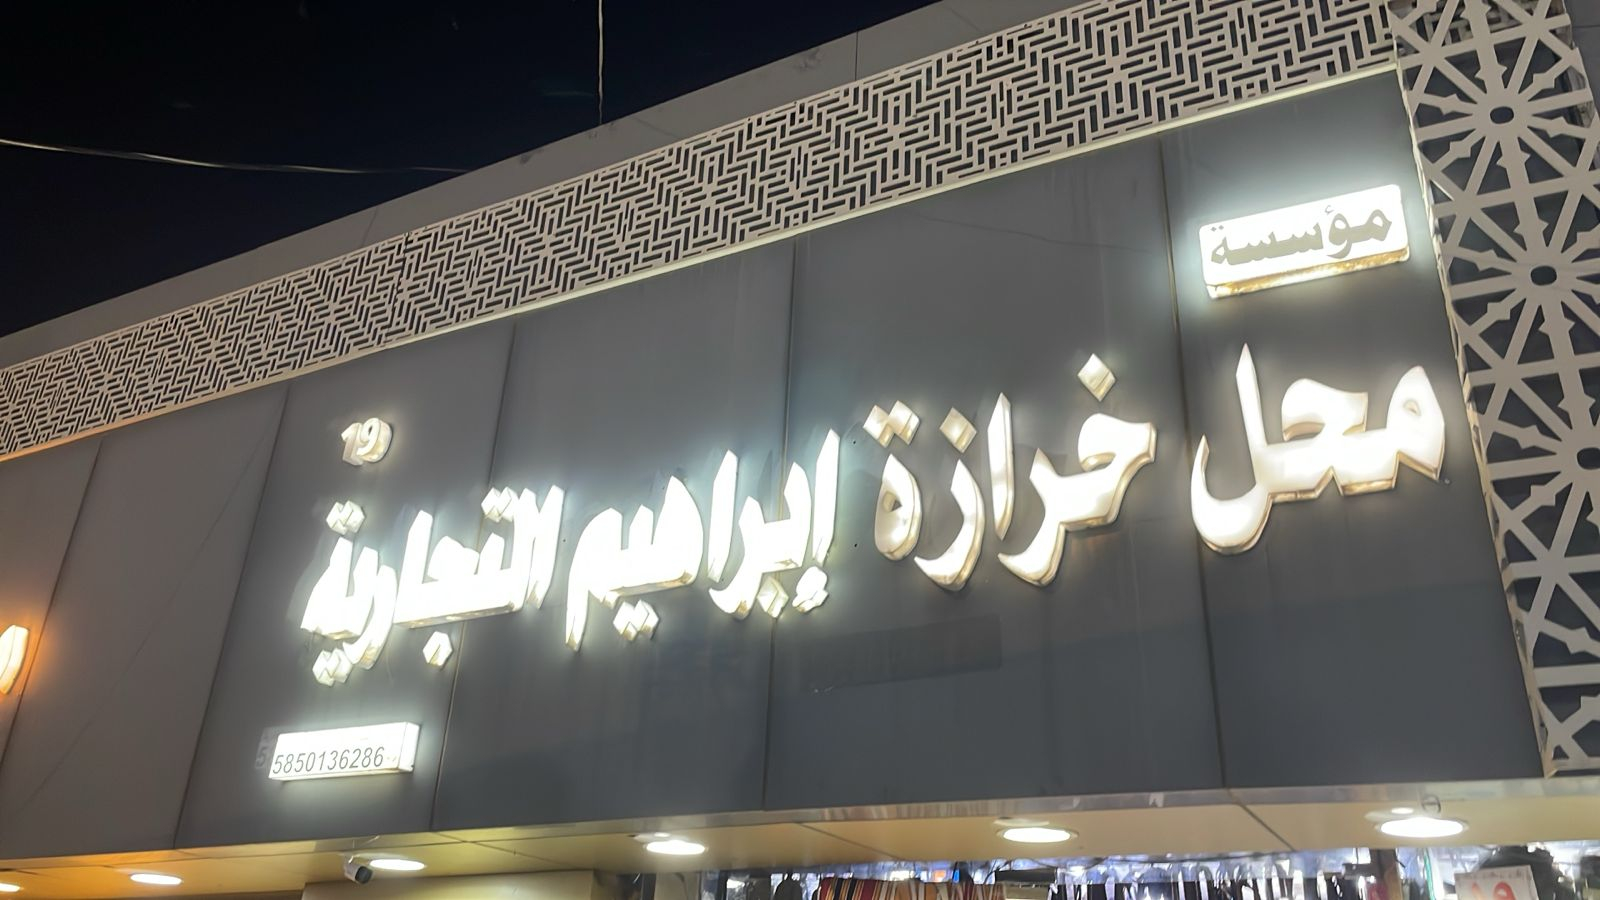 مؤسسة
محل خرازة إبراهيم التجارية
19
5850136286